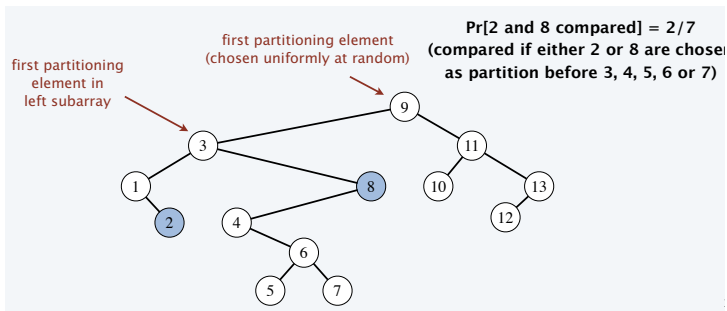 Pr[2 and 8 compared] = 2/7
(compared if either 2 or 8 are chosen
as partition before 3, 4, 5, 6 or 7)
first partitioning element
(chosen uniformly at random)
first partitioning
element in
left subarray
9
3
11
1
8
10
13
2
4
12
6
5
7